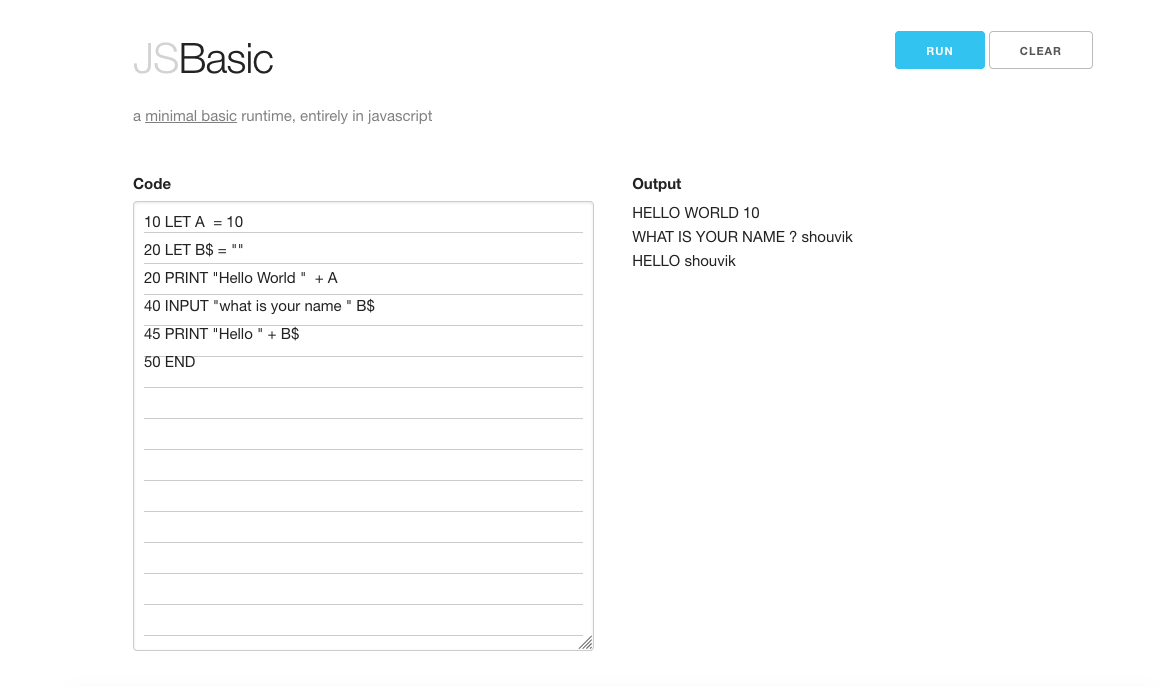 JSBasic
RUN
CLEAR
a minimal basic runtime, entirely in javascript
Code
10 LET A  = 10
20 LET B$ = ""
20 PRINT "Hello World "  + A
40 INPUT "what is your name " B$
45 PRINT "Hello " + B$
50 END
Output
HELLO WORLD 10
WHAT IS YOUR NAME ? shouvik
HELLO shouvik